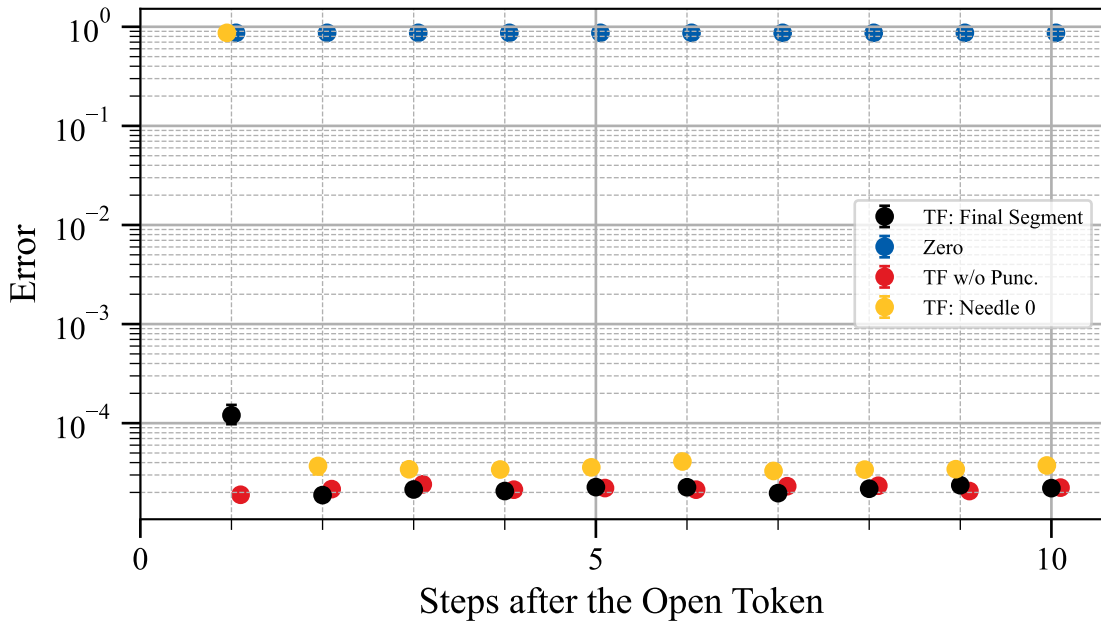 10^0
10^-1
10^-2
10^-3
10^-4
Error
TF: Final Segment
Zero
TF w/o Punc.
TF: Needle 0
0 5 10
Steps after the Open Token